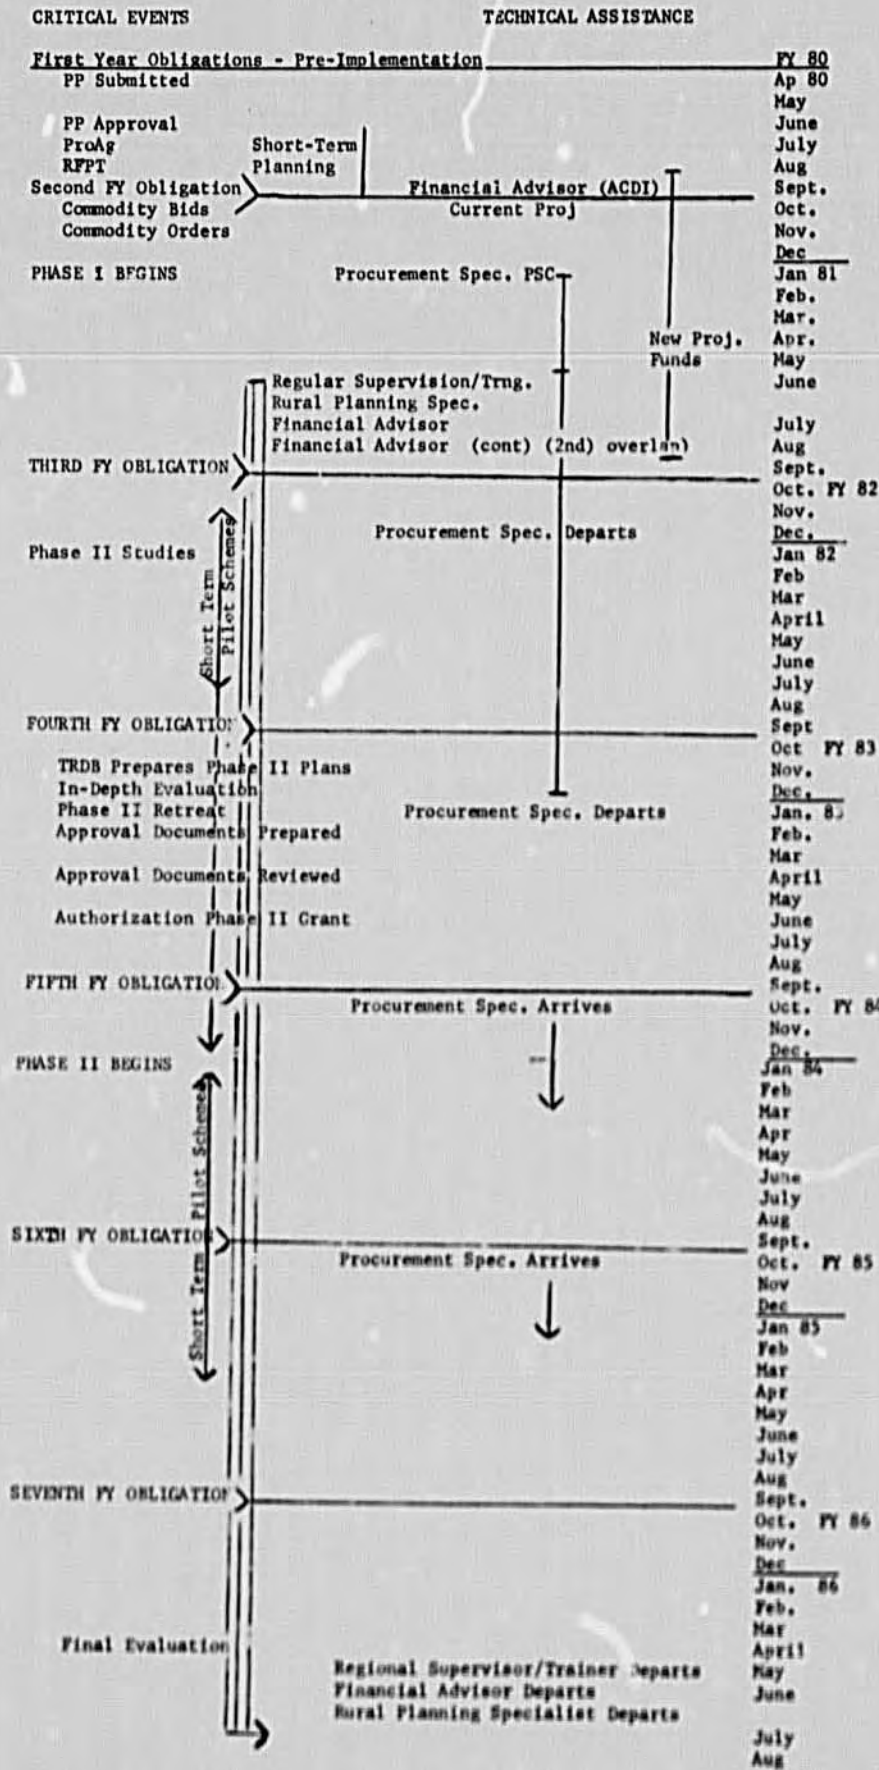 CRITICAL EVENTS TECHNICAL ASSISTANCE
First Year Obligations - Pre-Implementation FY 80
PP Submitted Ap 80
May
PP Approval June
ProAg Short-Term July
RFPT Planning Aug
Second FY Obligation Financial Advisor (ACDI) Sept.
Commodity Bids Current Proj Oct.
Commodity Orders Nov.
Dec
PHASE I BEGINS Procurement Spec. PSC Jan 81
Feb.
Mar.
New Proj. Apr.
Funds May
Regular Supervision/Trng. June
Rural Planning Spec.
Financial Advisor July
Financial Advisor (cont) (2nd) overlap) Aug
THIRD FY OBLIGATION Sept.
Oct. FY 82
Nov.
Procurement Spec. Departs Dec.
Phase II Studies Jan 82
Short Term
Pilot Schemes
Feb
Mar
April
May
June
July
Aug
FOURTH FY OBLIGATION Sept
Oct FY 83
TRDB Prepares Phase II Plans Nov.
In-Depth Evaluation Dec.
Phase II Retreat Procurement Spec. Departs Jan. 83
Approval Documents Prepared Feb.
Mar
Approval Documents Reviewed April
May
Authorization Phase II Grant June
July
Aug
FIFTH FY OBLIGATION Sept.
Procurement Spec. Arrives Oct. FY 84
Nov.
Dec.
PHASE II BEGINS Jan 84
Short Term Pilot Schemes
Feb
Mar
Apr
May
June
July
Aug
SIXTH FY OBLIGATION Sept.
Procurement Spec. Arrives Oct. FY 85
Nov
Dec
Jan 85
Feb
Mar
Apr
May
June
July
Aug
SEVENTH FY OBLIGATION Sept.
Oct. FY 86
Nov.
Dec
Jan. 86
Feb.
Mar
Final Evaluation April
Regional Supervisor/Trainer Departs May
Financial Advisor Departs June
Rural Planning Specialist Departs
July
Aug